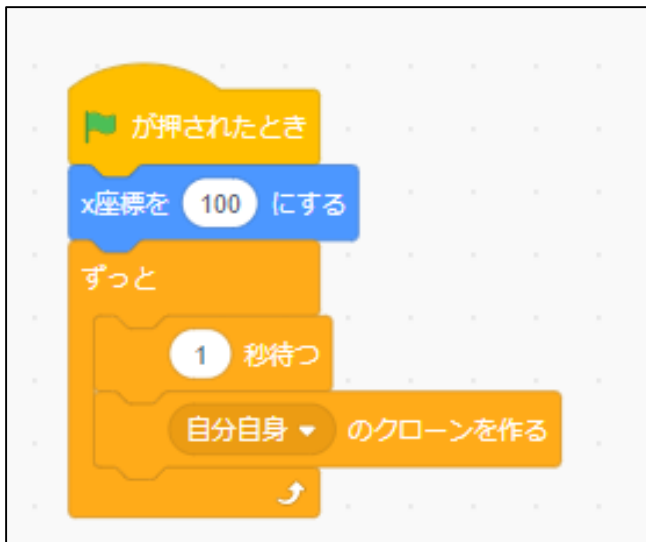 が押されたとき
x座標を 100 にする
ずっと
1 秒待つ
自分自身 のクローンを作る